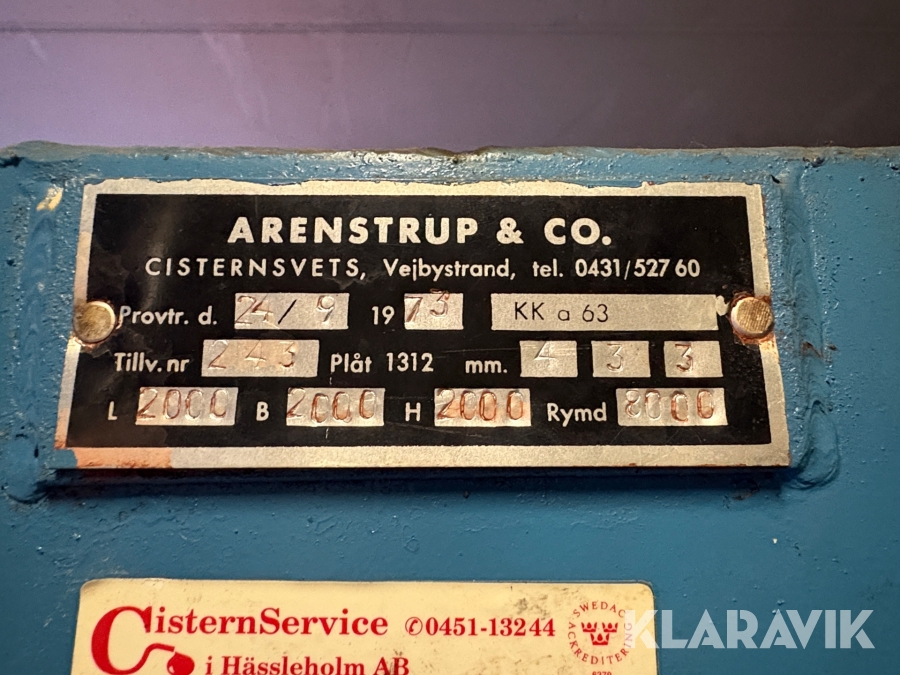 ARENSTRUP & CO.
CISTERNSVETS, Vejbystrand, tel. 0431/527 60
Provtr. d. 24/9 1973 KK a 63
Tillv.nr 243 Plåt 1312 mm. 4 3 3
L 2000 B 2000 H 2000 Rymd 8000
CisternService ✆0451-13244
i Hässleholm AB
SWEDAC
ACKREDITERING
KLARAVIK